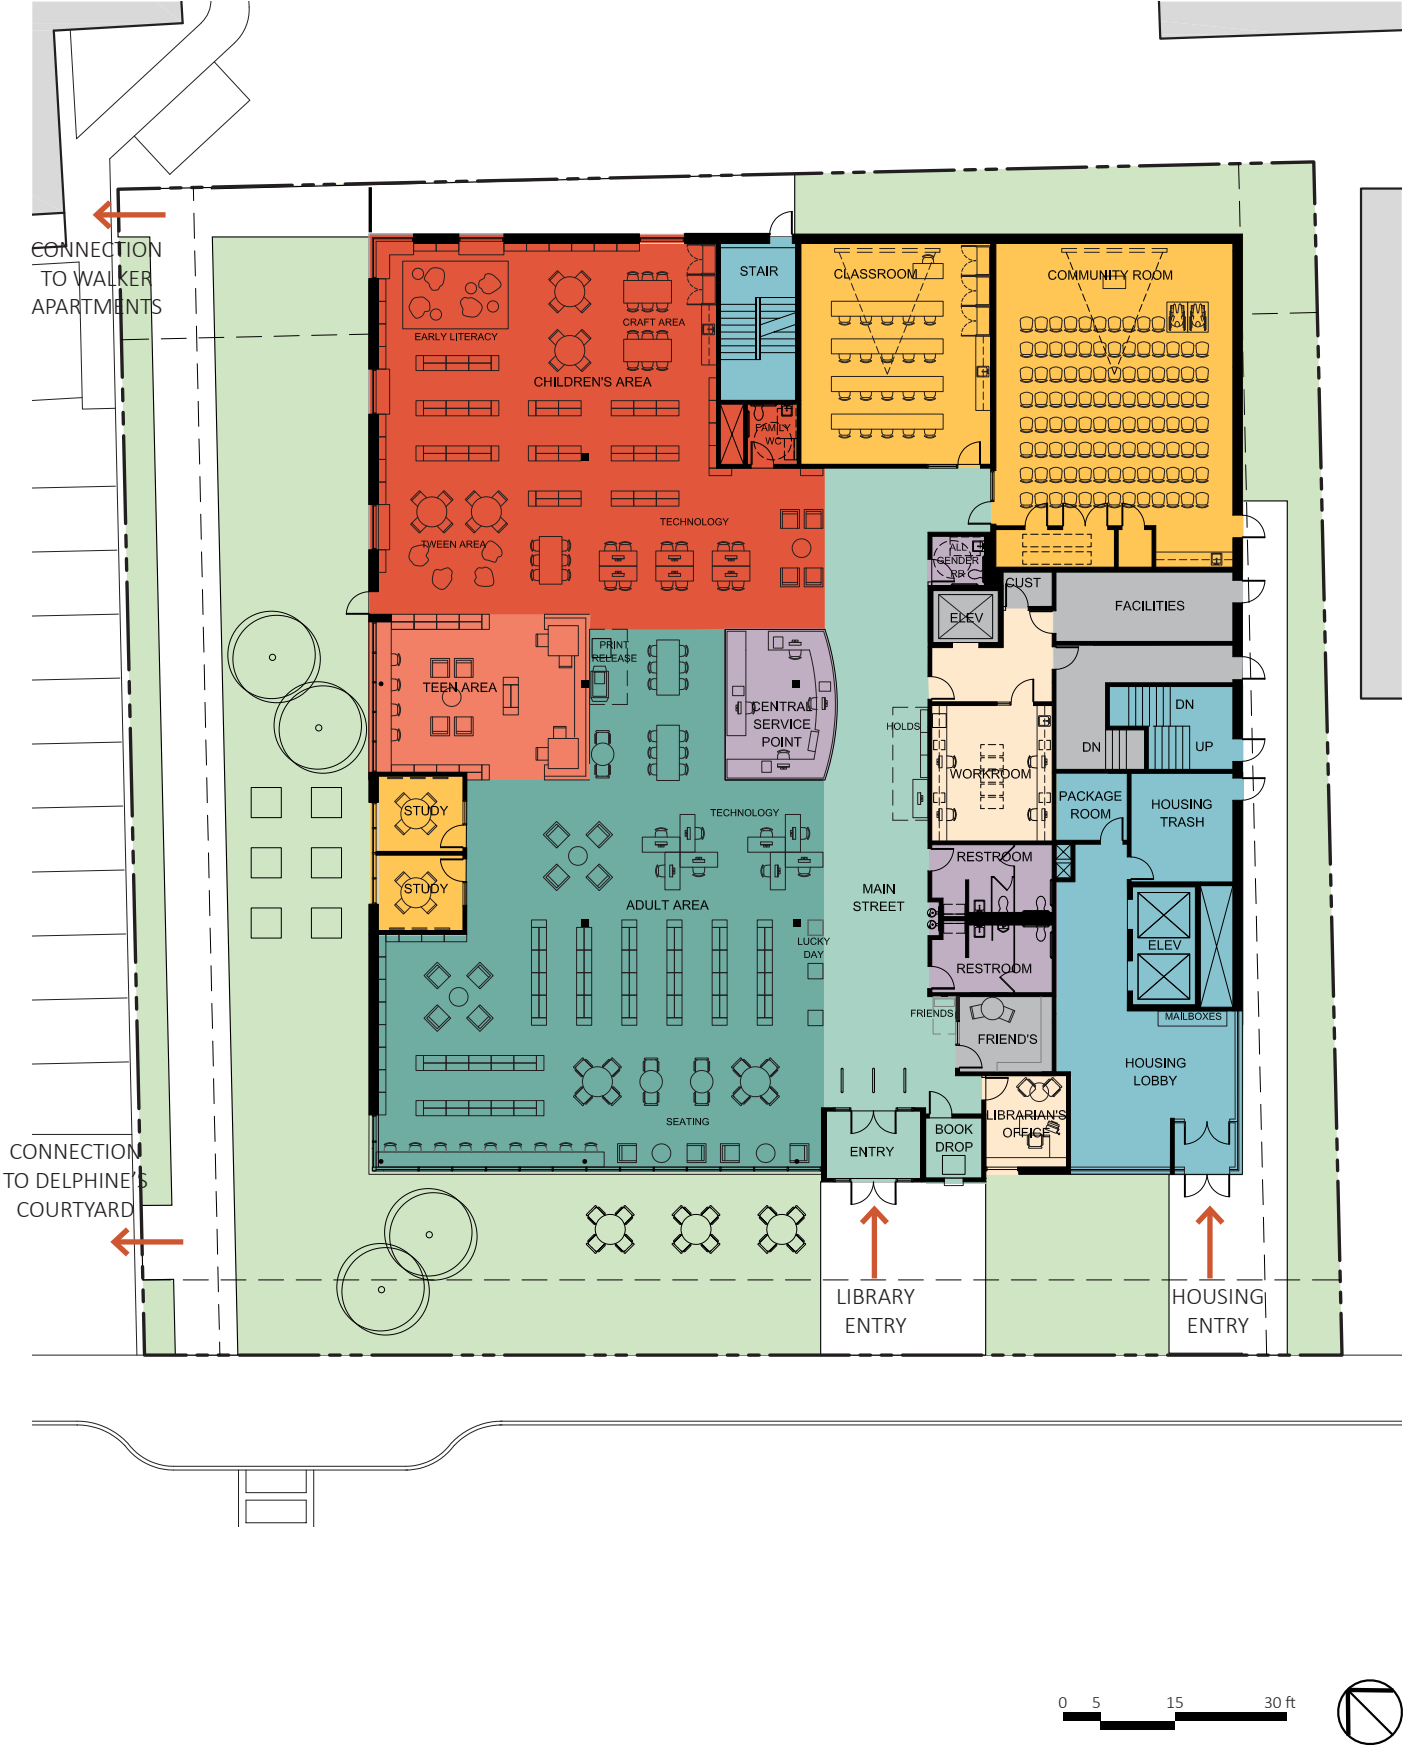 CONNECTION
TO WALKER
APARTMENTS
STAIR
CLASSROOM
COMMUNITY ROOM
EARLY LITERACY
CRAFT AREA
CHILDREN'S AREA
FAMILY
WC
TECHNOLOGY
TWEEN AREA
ALL
GENDER
RR
CUST
FACILITIES
ELEV
PRINT
RELEASE
TEEN AREA
CENTRAL
SERVICE
POINT
HOLDS
DN
DN
UP
WORKROOM
PACKAGE
ROOM
HOUSING
TRASH
STUDY
TECHNOLOGY
RESTROOM
STUDY
MAIN
STREET
ADULT AREA
LUCKY
DAY
ELEV
RESTROOM
FRIENDS
MAILBOXES
FRIEND'S
HOUSING
LOBBY
SEATING
LIBRARIAN'S
OFFICE
BOOK
DROP
ENTRY
CONNECTION
TO DELPHINE'S
COURTYARD
LIBRARY
ENTRY
HOUSING
ENTRY
0 5 15 30 ft